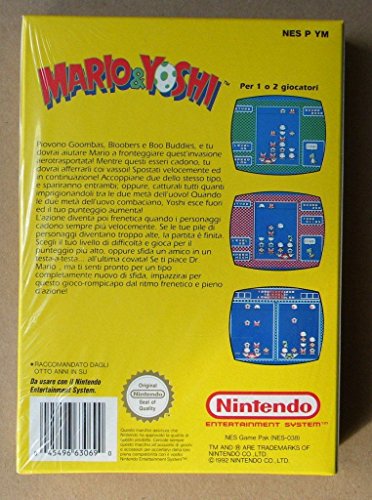 NES P YM
MARIO & YOSHI™
Per 1 o 2 giocatori
Piovono Goombas, Bloobers e Boo Buddies, e tu
dovrai aiutare Mario a fronteggiare quest'invasione
aerotrasportata! Mentre questi esseri cadono, tu
dovrai afferrarli coi vassoi! Spostati velocemente ed
in continuazione! Accoppiane due dello stesso tipo,
e spariranno entrambi; oppure, catturali tutti quanti
imprigionandoli tra le due metà dell'uovo. Quando
le due metà dell'uovo combaciano, Yoshi esce fuori
ed il tuo punteggio aumenta!
L'azione diventa poi frenetica quando i personaggi
cadono sempre più velocemente. Se le tue pile di
personaggi diventano troppo alte, la partita è finita.
Scegli il tuo livello di difficoltà e gioca per il
punteggio più alto, oppure sfida un amico in un
testa-a-testa... all'ultima covata! Se ti piace Dr
Mario, ma ti senti pronto per un tipo
completamente nuovo di sfida, impazzirai per
questo gioco-rompicapo dal ritmo frenetico e pieno
d'azione!
• RACCOMANDATO DAGLI
OTTO ANNI IN SU
Da usare con il Nintendo
Entertainment System.
Original
Nintendo
Seal of Quality
45496 63069 0
Nintendo®
ENTERTAINMENT SYSTEM™
NES Game Pak (NES-038)
TM AND ® ARE TRADEMARKS OF
NINTENDO CO., LTD.
© 1992 NINTENDO CO., LTD.